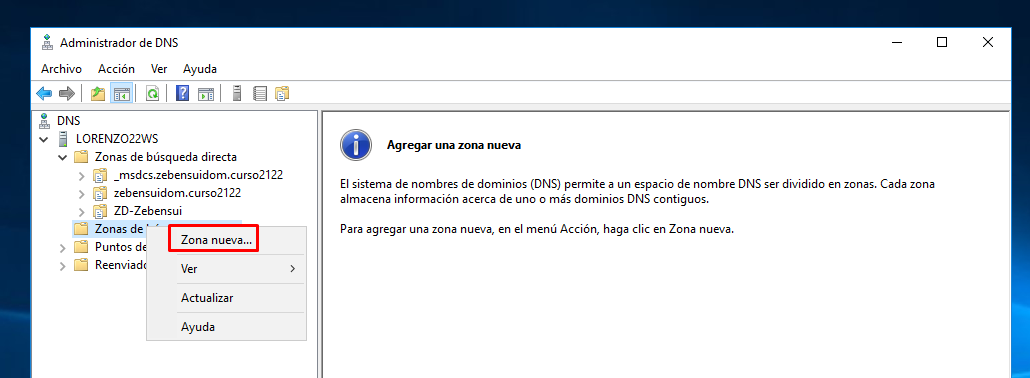 Administrador de DNS
Archivo Acción Ver Ayuda
DNS
LORENZO22WS
Zonas de búsqueda directa
_msdcs.zebensuidom.curso2122
zebensuidom.curso2122
ZD-Zebensui
Zonas de
Puntos de
Reenviado
Zona nueva...
Ver
Actualizar
Ayuda
Agregar una zona nueva
El sistema de nombres de dominios (DNS) permite a un espacio de nombre DNS ser dividido en zonas. Cada zona
almacena información acerca de uno o más dominios DNS contiguos.
Para agregar una zona nueva, en el menú Acción, haga clic en Zona nueva.